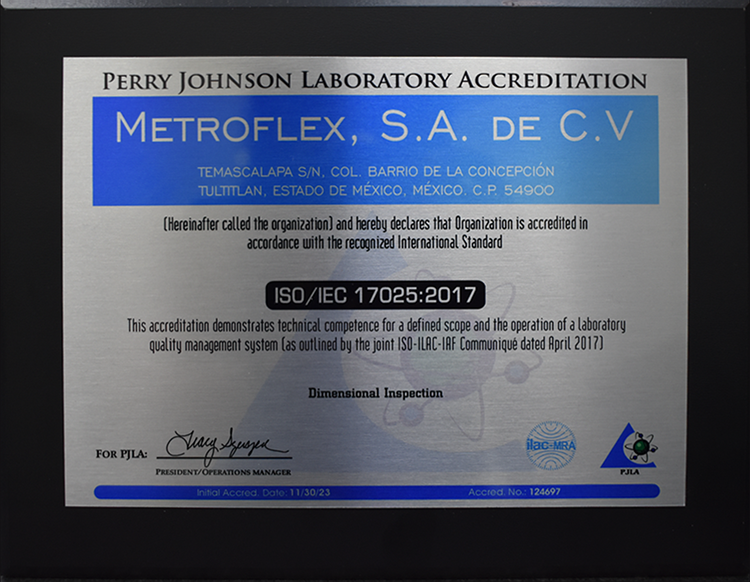 PERRY JOHNSON LABORATORY ACCREDITATION
METROFLEX, S.A. DE C.V
TEMASCALAPA S/N, COL. BARRIO DE LA CONCEPCIÓN
TULTITLAN, ESTADO DE MÉXICO, MÉXICO. C.P. 54900
(Hereinafter called the organization) and hereby declares that Organization is accredited in
accordance with the recognized International Standard
ISO/IEC 17025:2017
This accreditation demonstrates technical competence for a defined scope and the operation of a laboratory
quality management system (as outlined by the joint ISO-ILAC-IAF Communiqué dated April 2017)
Dimensional Inspection
FOR PJLA:
PRESIDENT/OPERATIONS MANAGER
ilac-MRA
PJLA
Initial Accred. Date: 11/30/23 Accred. No.: 124697